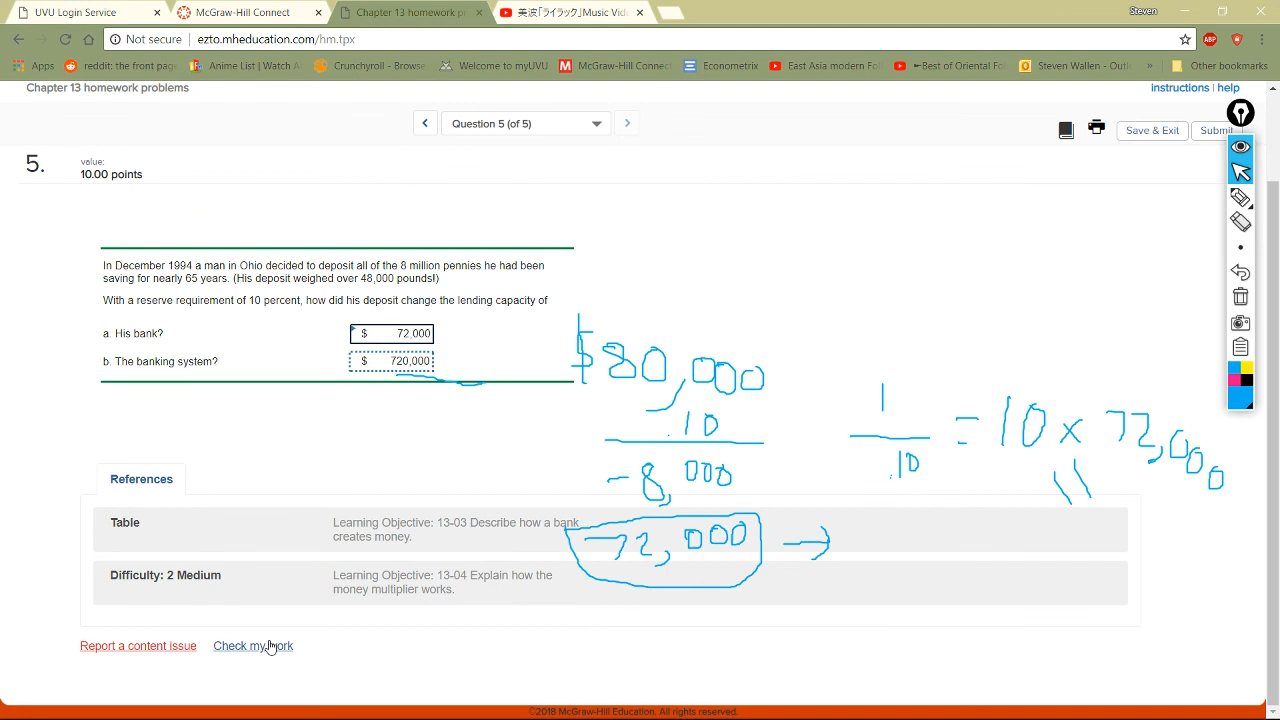 UVU Login Service
McGraw-Hill Connect
Chapter 13 homework pr
美波「ライラック」Music Vid
Steven
Not secure
ezto.mheducation.com/hm.tpx
ABP
Apps
reddit: the front page
Anime List | Watch A
Crunchyroll - Browse
Welcome to myUVU
McGraw-Hill Connect
Econometrix
East Asia modern Fol
►Best of Oriental Fol
Steven Wallen - Outl
»
Other bookmarks
Chapter 13 homework problems
Instructions | help
Question 5 (of 5)
Save & Exit
Submit
5.
value:
10.00 points
In December 1994 a man in Ohio decided to deposit all of the 8 million pennies he had been
saving for nearly 65 years. (His deposit weighed over 48,000 pounds!)
With a reserve requirement of 10 percent, how did his deposit change the lending capacity of
a. His bank?
$ 72,000
b. The banking system?
$ 720,000
$80,000
.10
-8,000
72,000 →
1
.10
= 10 x 72,000
References
Table
Learning Objective: 13-03 Describe how a bank
creates money.
Difficulty: 2 Medium
Learning Objective: 13-04 Explain how the
money multiplier works.
Report a content issue
Check my work
©2018 McGraw-Hill Education. All rights reserved.